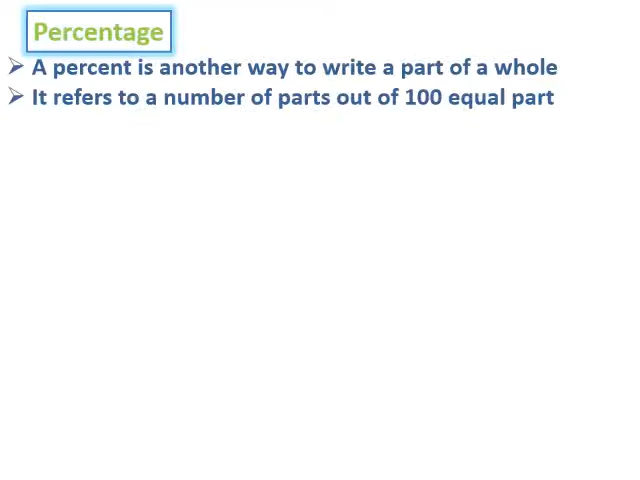 Percentage
➢ A percent is another way to write a part of a whole
➢ It refers to a number of parts out of 100 equal part